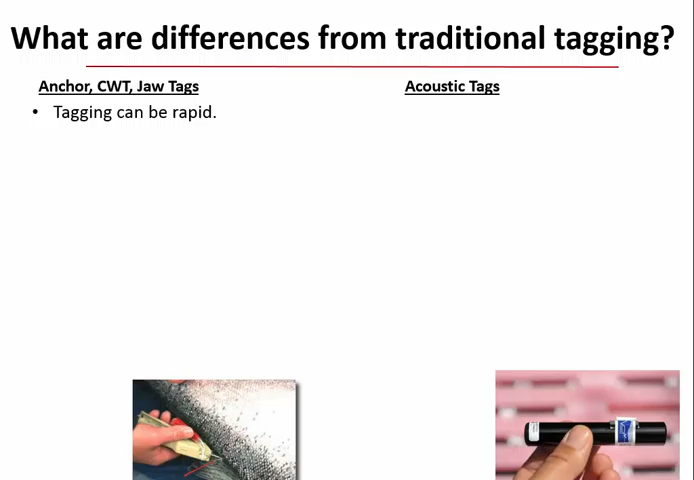 What are differences from traditional tagging?
Anchor, CWT, Jaw Tags
Acoustic Tags
• Tagging can be rapid.